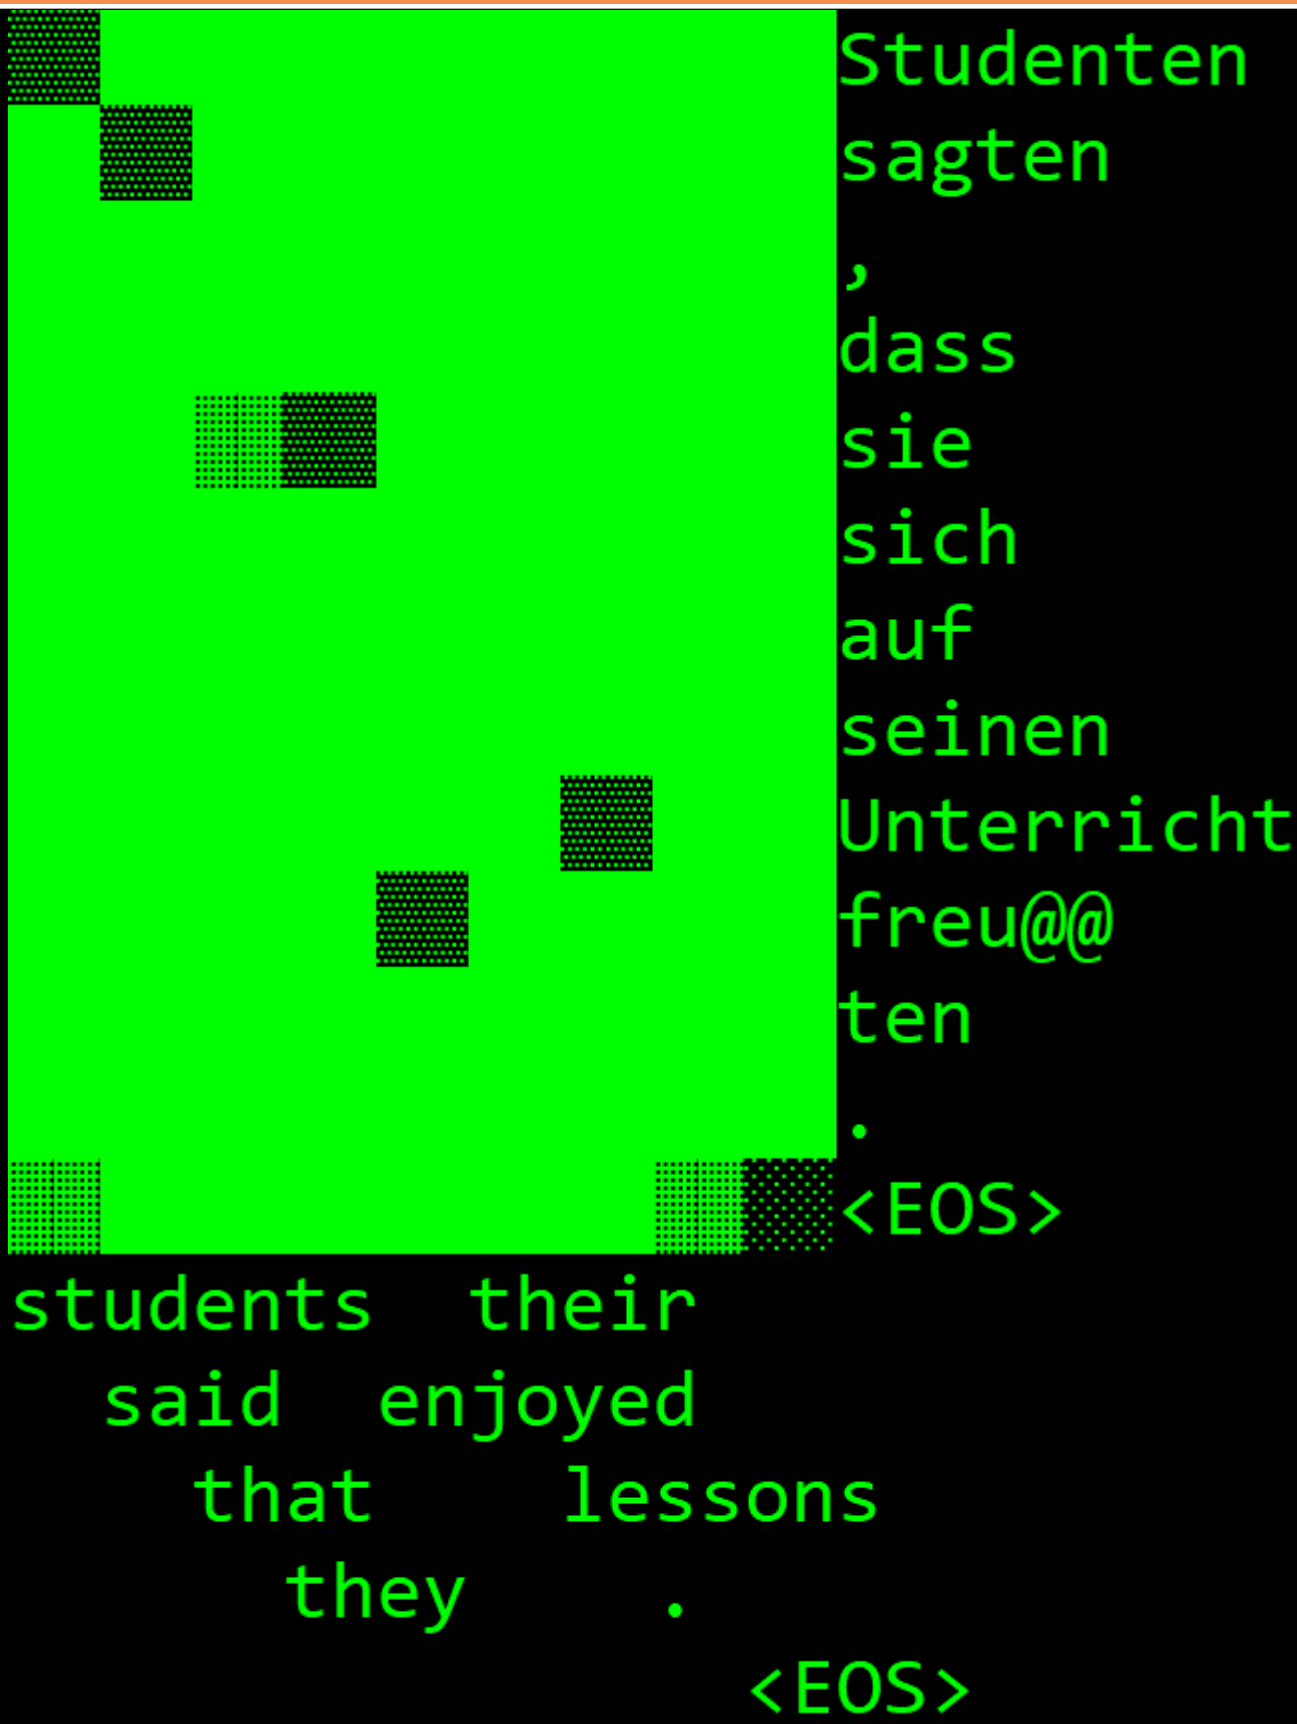 Studenten
sagten
,
dass
sie
sich
auf
seinen
Unterricht
freu@@
ten
.
<EOS>
students their
said enjoyed
that lessons
they .
<EOS>